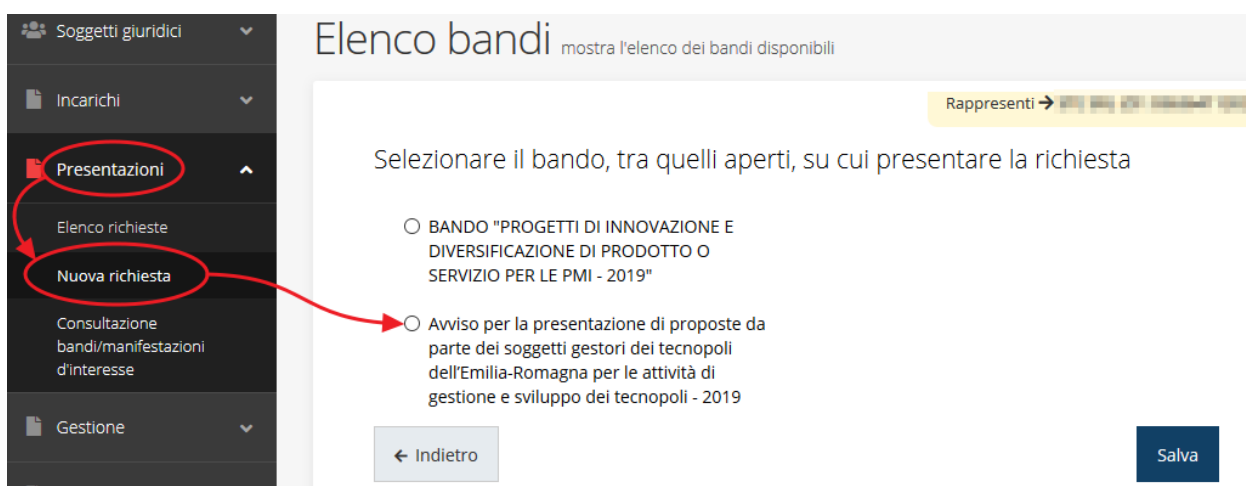 Soggetti giuridici
Incarichi
Presentazioni
Elenco richieste
Nuova richiesta
Consultazione
bandi/manifestazioni
d'interesse
Gestione
Elenco bandi mostra l'elenco dei bandi disponibili
Rappresenti →
Selezionare il bando, tra quelli aperti, su cui presentare la richiesta
BANDO "PROGETTI DI INNOVAZIONE E
DIVERSIFICAZIONE DI PRODOTTO O
SERVIZIO PER LE PMI - 2019"
Avviso per la presentazione di proposte da
parte dei soggetti gestori dei tecnopoli
dell'Emilia-Romagna per le attività di
gestione e sviluppo dei tecnopoli - 2019
← Indietro
Salva